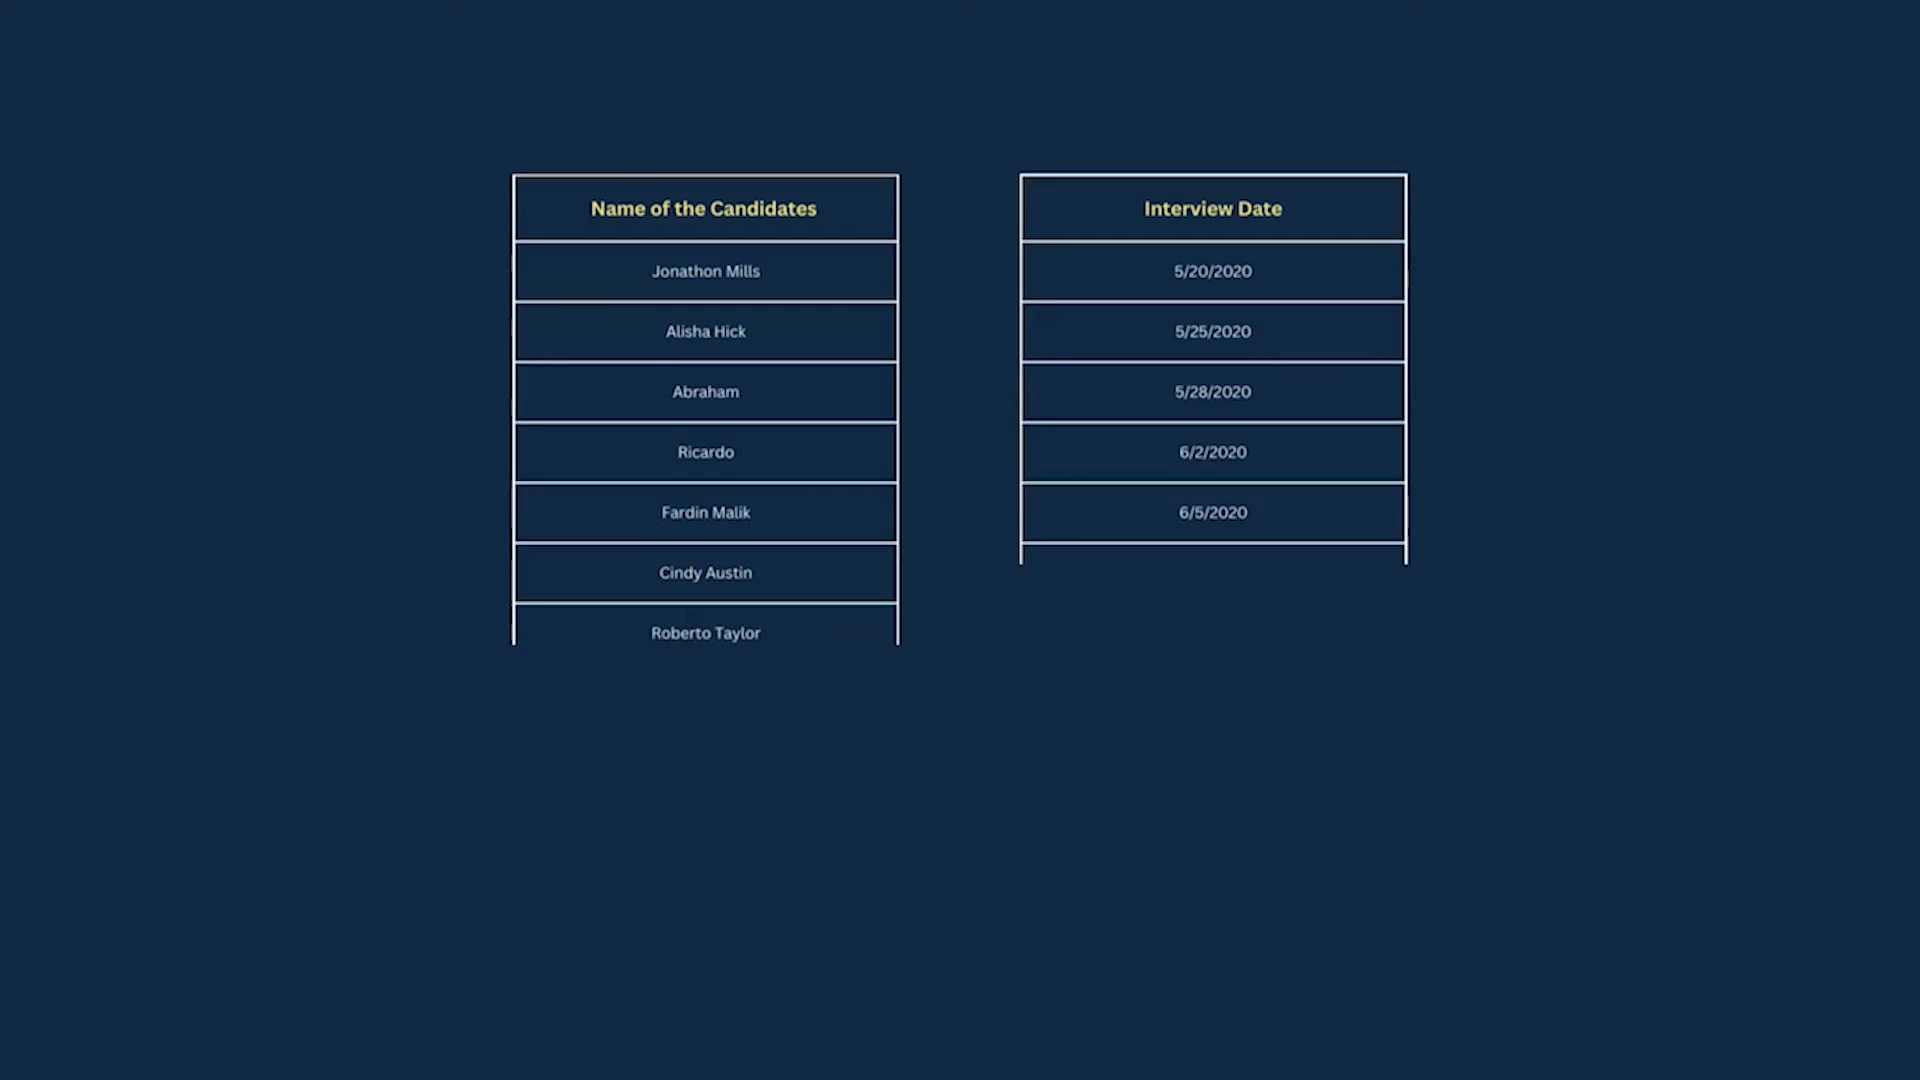 Name of the Candidates
Jonathon Mills
Alisha Hick
Abraham
Ricardo
Fardin Malik
Cindy Austin
Roberto Taylor
Interview Date
5/20/2020
5/25/2020
5/28/2020
6/2/2020
6/5/2020